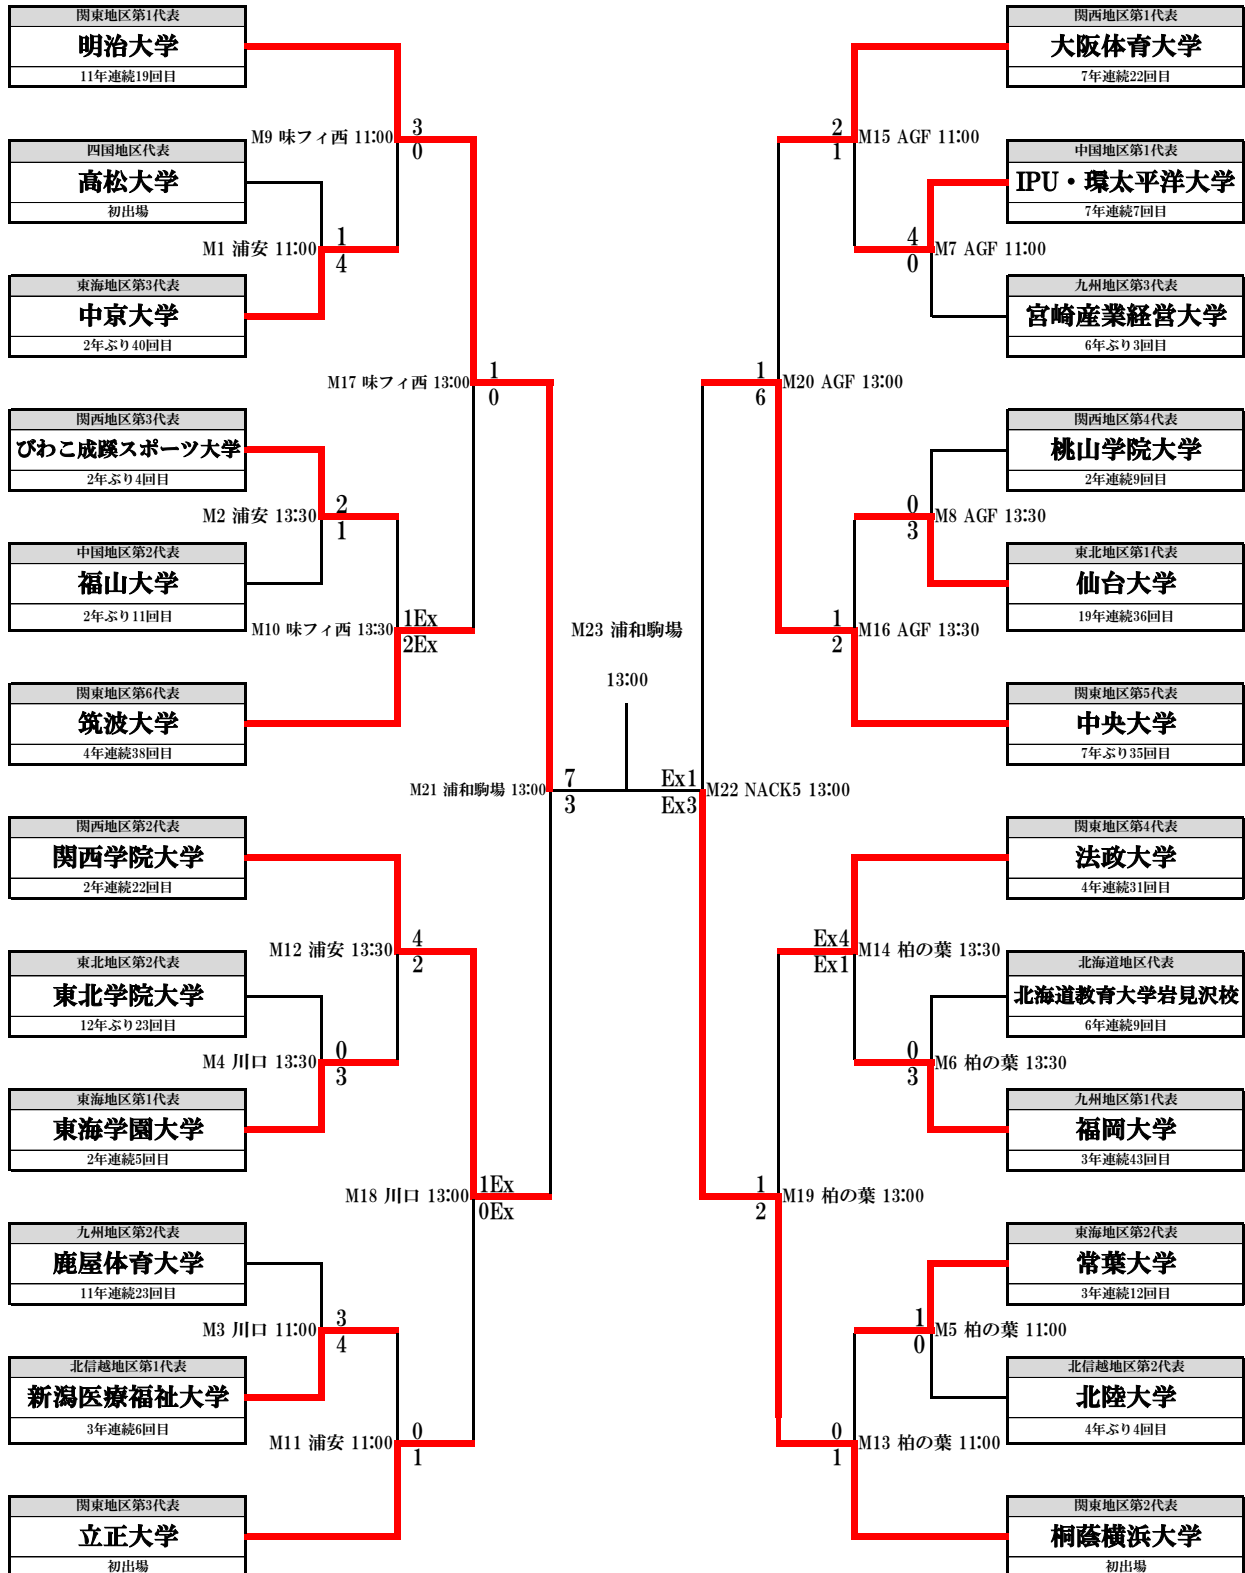 関東地区第1代表
明治大学
11年連続19回目
M9 味フィ西 11:00
3
0
四国地区代表
高松大学
初出場
M1 浦安 11:00
1
4
東海地区第3代表
中京大学
2年ぶり40回目
M17 味フィ西 13:00
1
0
関西地区第3代表
びわこ成蹊スポーツ大学
2年ぶり4回目
M2 浦安 13:30
2
1
中国地区第2代表
福山大学
2年ぶり11回目
M10 味フィ西 13:30
1Ex
2Ex
関東地区第6代表
筑波大学
4年連続38回目
M21 浦和駒場 13:00
7
3
関西地区第2代表
関西学院大学
2年連続22回目
M12 浦安 13:30
4
2
東北地区第2代表
東北学院大学
12年ぶり23回目
M4 川口 13:30
0
3
東海地区第1代表
東海学園大学
2年連続5回目
M18 川口 13:00
1Ex
0Ex
九州地区第2代表
鹿屋体育大学
11年連続23回目
M3 川口 11:00
3
4
北信越地区第1代表
新潟医療福祉大学
3年連続6回目
M11 浦安 11:00
0
1
関東地区第3代表
立正大学
初出場
M23 浦和駒場
13:00
関西地区第1代表
大阪体育大学
7年連続22回目
2
1
M15 AGF 11:00
中国地区第1代表
IPU・環太平洋大学
7年連続7回目
4
0
M7 AGF 11:00
九州地区第3代表
宮崎産業経営大学
6年ぶり3回目
1
6
M20 AGF 13:00
関西地区第4代表
桃山学院大学
2年連続9回目
0
3
M8 AGF 13:30
東北地区第1代表
仙台大学
19年連続36回目
1
2
M16 AGF 13:30
関東地区第5代表
中央大学
7年ぶり35回目
Ex1
Ex3
M22 NACK5 13:00
関東地区第4代表
法政大学
4年連続31回目
Ex4
Ex1
M14 柏の葉 13:30
北海道地区代表
北海道教育大学岩見沢校
6年連続9回目
0
3
M6 柏の葉 13:30
九州地区第1代表
福岡大学
3年連続43回目
1
2
M19 柏の葉 13:00
東海地区第2代表
常葉大学
3年連続12回目
1
0
M5 柏の葉 11:00
北信越地区第2代表
北陸大学
4年ぶり4回目
0
1
M13 柏の葉 11:00
関東地区第2代表
桐蔭横浜大学
初出場